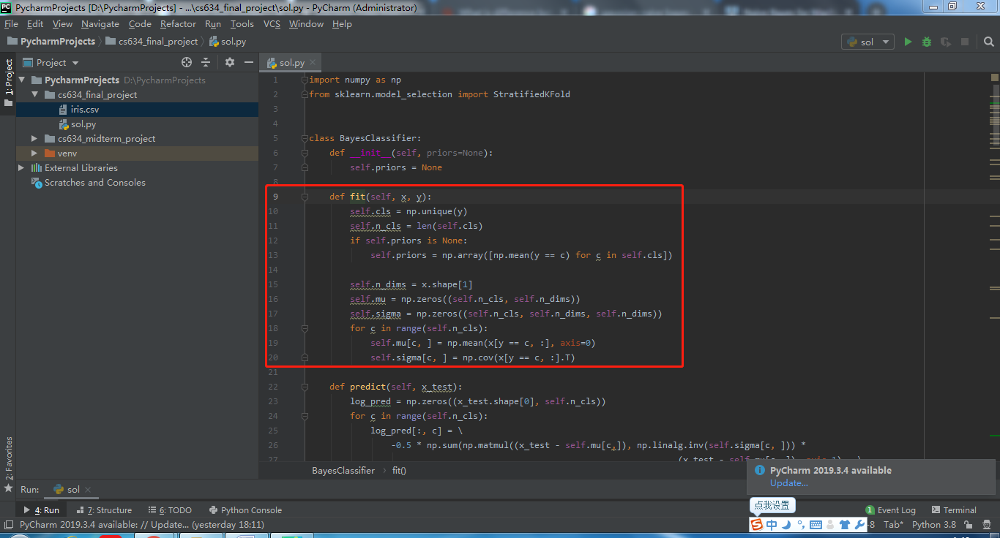 PycharmProjects [D:\PycharmProjects] - ...\cs634_final_project\sol.py - PyCharm (Administrator)
File Edit View Navigate Code Refactor Run Tools VCS Window Help
PycharmProjects cs634_final_project sol.py
sol
1: Project
Project
PycharmProjects D:\PycharmProjects
cs634_final_project
iris.csv
sol.py
cs634_midterm_project
venv
External Libraries
Scratches and Consoles
sol.py
1 import numpy as np
2 from sklearn.model_selection import StratifiedKFold
3
4
5 class BayesClassifier:
6 def __init__(self, priors=None):
7 self.priors = None
8
9 def fit(self, x, y):
10 self.cls = np.unique(y)
11 self.n_cls = len(self.cls)
12 if self.priors is None:
13 self.priors = np.array([np.mean(y == c) for c in self.cls])
14
15 self.n_dims = x.shape[1]
16 self.mu = np.zeros((self.n_cls, self.n_dims))
17 self.sigma = np.zeros((self.n_cls, self.n_dims, self.n_dims))
18 for c in range(self.n_cls):
19 self.mu[c, ] = np.mean(x[y == c, :], axis=0)
20 self.sigma[c, ] = np.cov(x[y == c, :].T)
21
22 def predict(self, x_test):
23 log_pred = np.zeros((x_test.shape[0], self.n_cls))
24 for c in range(self.n_cls):
25 log_pred[:, c] = \
26 -0.5 * np.sum(np.matmul((x_test - self.mu[c,]), np.linalg.inv(self.sigma[c, ])) *
27
BayesClassifier fit()
2: Favorites
PyCharm 2019.3.4 available
Update...
Run: sol
点我设置
4: Run 7: Structure 6: TODO Python Console Event Log Terminal
PyCharm 2019.3.4 available: // Update... (yesterday 18:11)
中 -8 Tab* Python 3.8